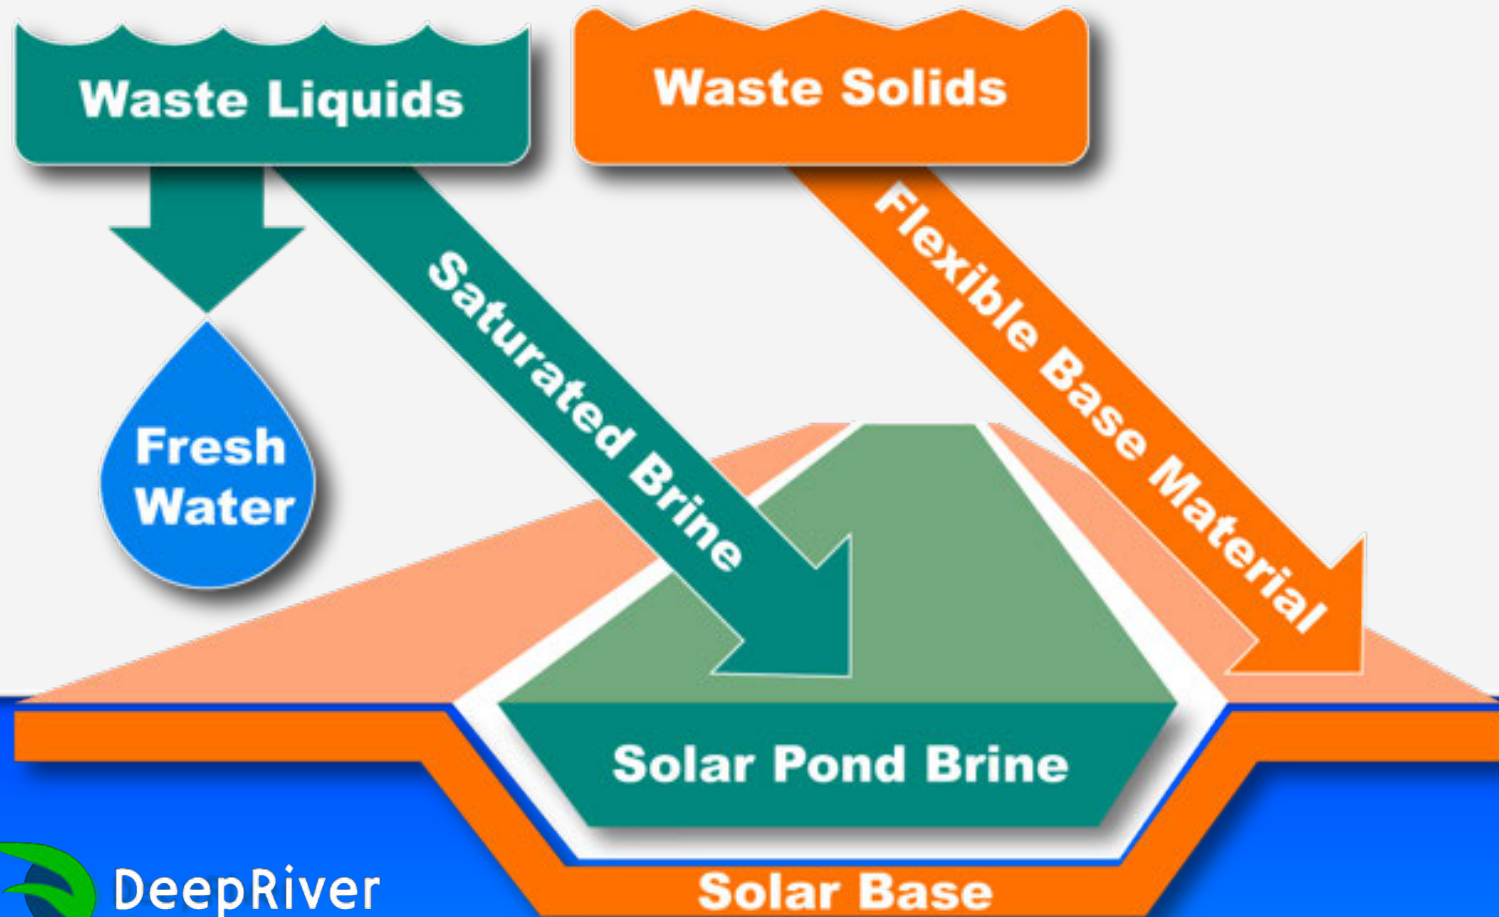 Waste Liquids
Waste Solids
Flexible Base Material
Saturated Brine
Fresh
Water
Solar Pond Brine
Solar Base
DeepRiver